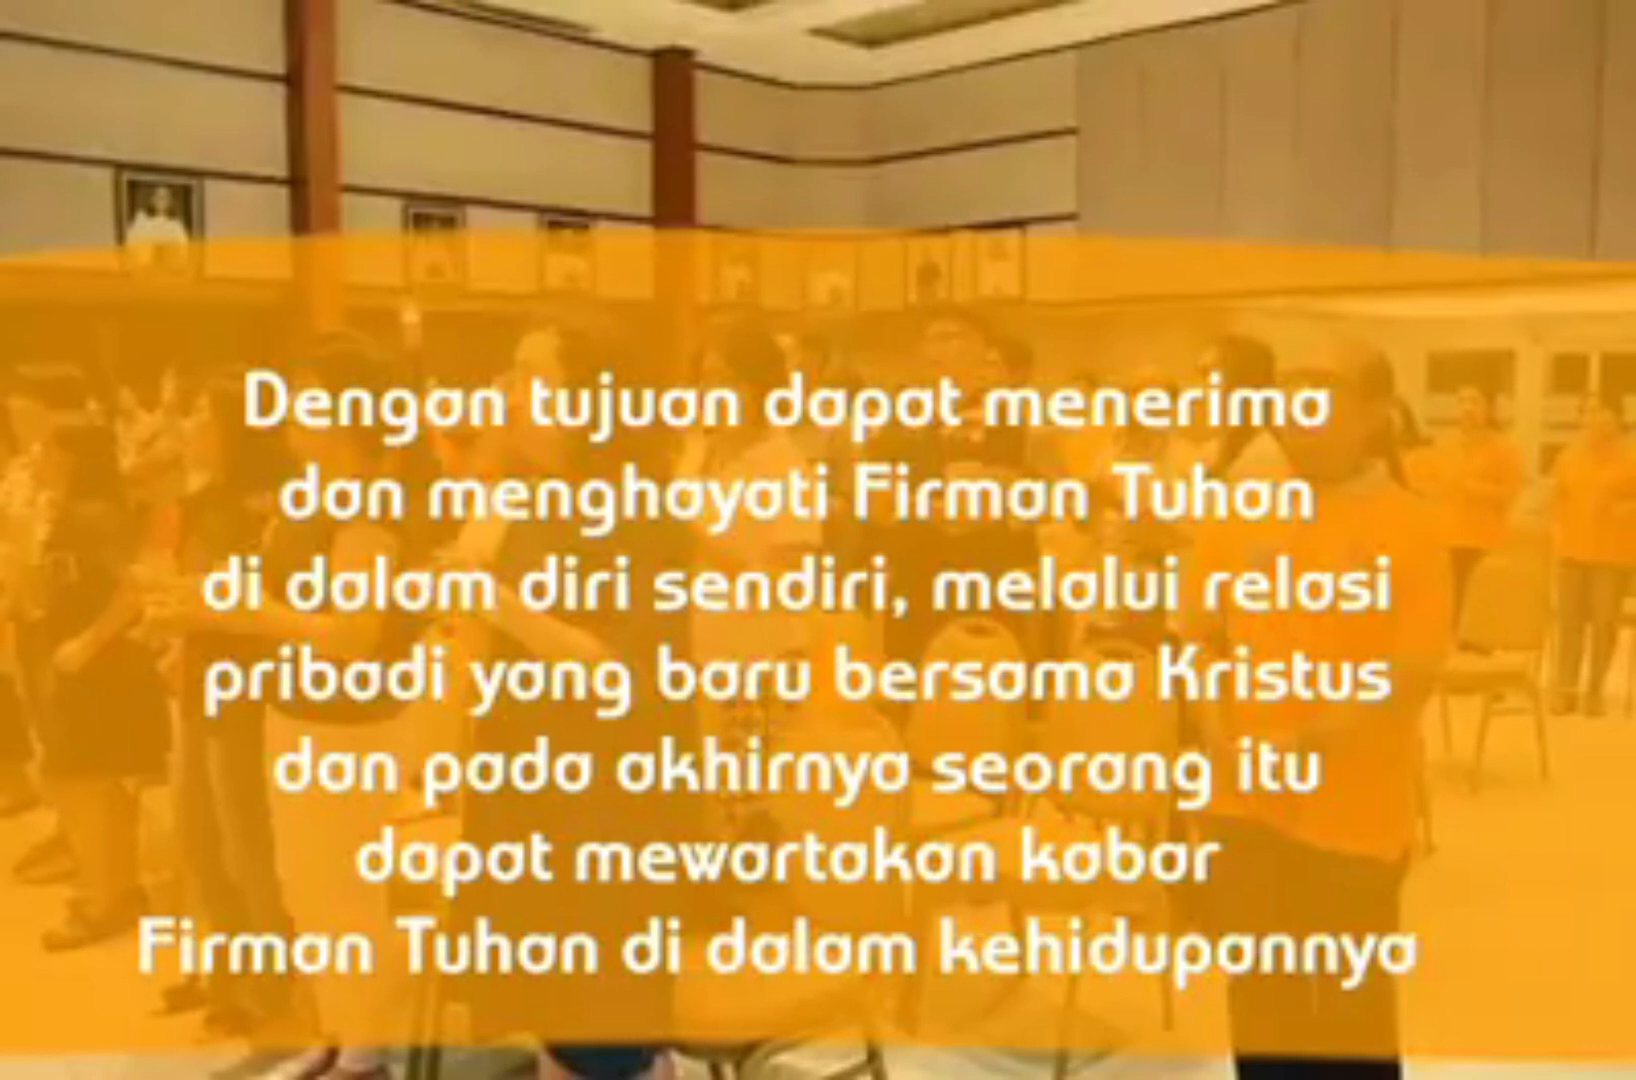 Dengan tujuan dapat menerima
dan menghayati Firman Tuhan
di dalam diri sendiri, melalui relasi
pribadi yang baru bersama Kristus
dan pada akhirnya seorang itu
dapat mewartakan kabar
Firman Tuhan di dalam kehidupannya